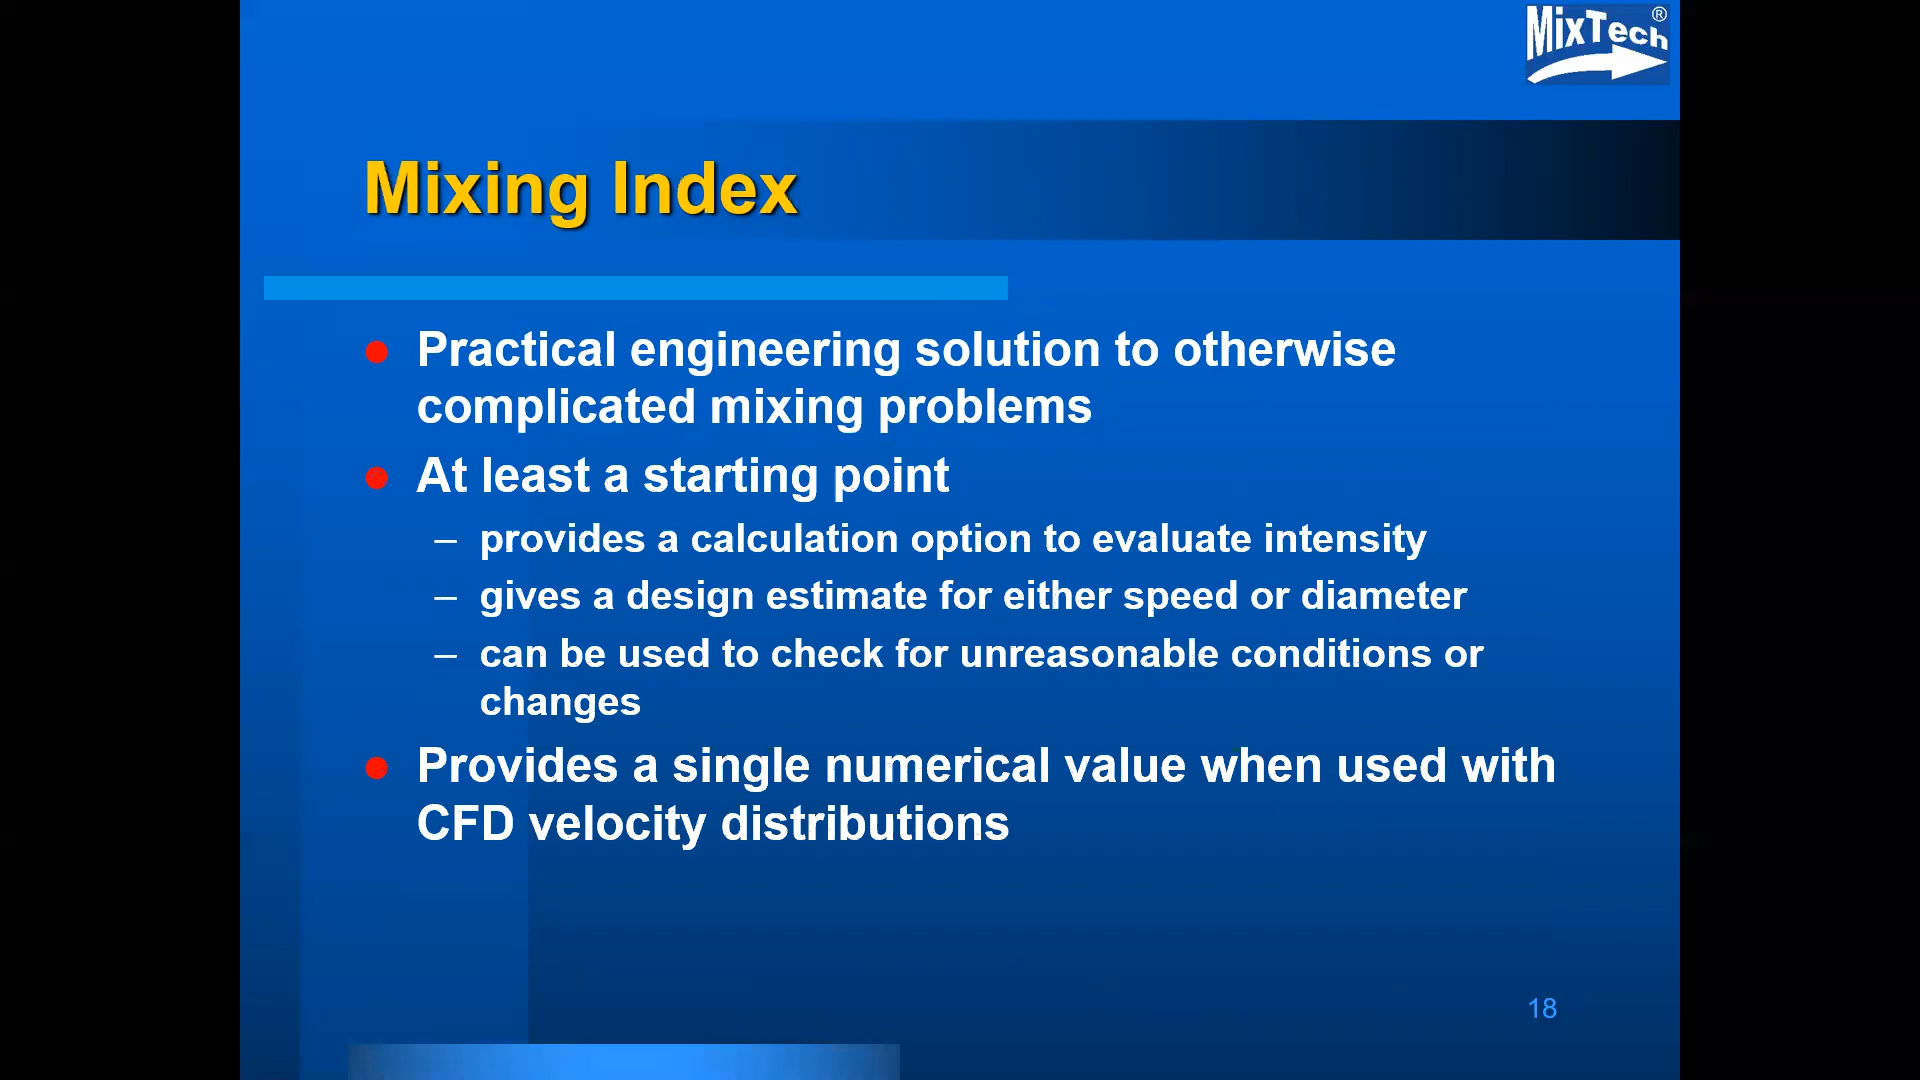 MixTech®
Mixing Index
● Practical engineering solution to otherwise
complicated mixing problems
● At least a starting point
– provides a calculation option to evaluate intensity
– gives a design estimate for either speed or diameter
– can be used to check for unreasonable conditions or
changes
● Provides a single numerical value when used with
CFD velocity distributions
18